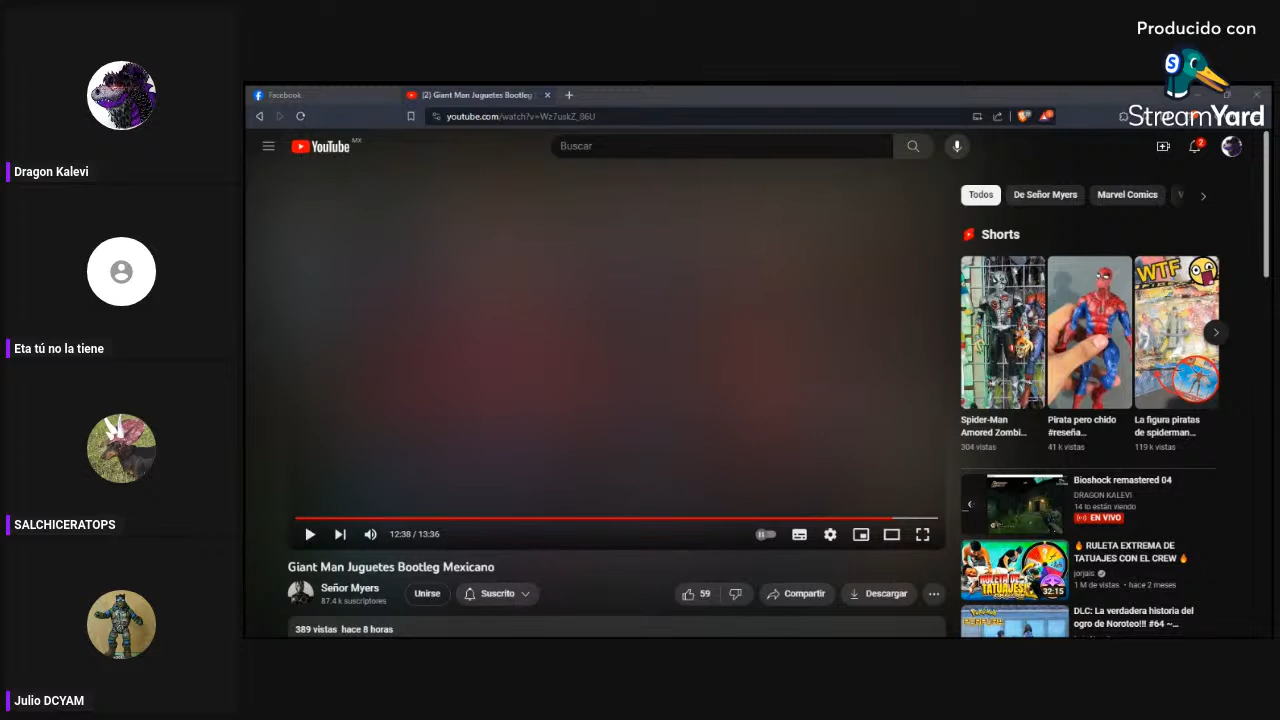 Producido con
StreamYard
Dragon Kalevi
Eta tú no la tiene
SALCHICERATOPS
Julio DCYAM
Facebook
(2) Giant Man Juguetes Bootleg
youtube.com/watch?v=Wz7uskZ_86U
YouTube MX
Buscar
2
Todos
De Señor Myers
Marvel Comics
V
Shorts
WTF
Spider-Man
Amored Zombi...
304 vistas
Pirata pero chido
#reseña...
41 k vistas
La figura piratas
de spiderman...
119 k vistas
12:38 / 13:36
Giant Man Juguetes Bootleg Mexicano
Señor Myers
87.4 k suscriptores
Unirse
Suscrito
59
Compartir
Descargar
389 vistas hace 8 horas
Bioshock remastered 04
DRAGON KALEVI
14 lo están viendo
EN VIVO
RULETA EXTREMA DE
TATUAJES CON EL CREW
jorjais
1 M de vistas • hace 2 meses
RULETA DE
TATUAJES
32:15
DLC: La verdadera historia del
ogro de Noroteo!!! #64 ~...